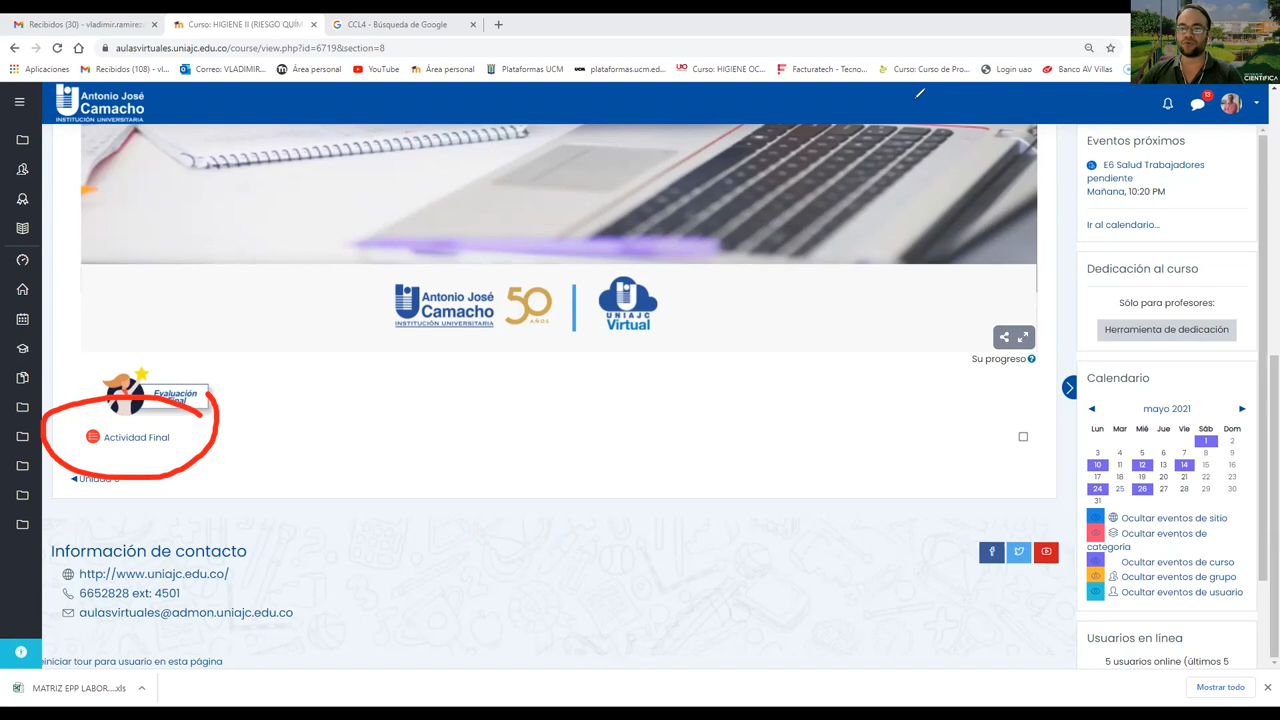 Recibidos (30) - vladimir.ramirez
Curso: HIGIENE II (RIESGO QUÍM
CCL4 - Búsqueda de Google
aulasvirtuales.uniajc.edu.co/course/view.php?id=6719&section=8
Aplicaciones
Recibidos (108) - vl...
Correo: VLADIMIR...
Área personal
YouTube
Área personal
Plataformas UCM
plataformas.ucm.ed...
Curso: HIGIENE OC...
Facturatech - Tecno...
Curso: Curso de Pro...
Login uao
Banco AV Villas
CIENTÍFICA
Antonio José
Camacho
INSTITUCIÓN UNIVERSITARIA
13
Eventos próximos
E6 Salud Trabajadores
pendiente
Mañana, 10:20 PM
Ir al calendario...
Dedicación al curso
Sólo para profesores:
Herramienta de dedicación
Antonio José
Camacho
INSTITUCIÓN UNIVERSITARIA
50
AÑOS
UNIAJC
Virtual
Su progreso
Evaluación
Final
Actividad Final
Unidad
Calendario
◄ mayo 2021 ►
Lun Mar Mié Jue Vie Sáb Dom
1 2
3 4 5 6 7 8 9
10 11 12 13 14 15 16
17 18 19 20 21 22 23
24 25 26 27 28 29 30
31
Ocultar eventos de sitio
Ocultar eventos de
categoría
Ocultar eventos de curso
Ocultar eventos de grupo
Ocultar eventos de usuario
Usuarios en línea
5 usuarios online (últimos 5
Información de contacto
http://www.uniajc.edu.co/
6652828 ext: 4501
aulasvirtuales@admon.uniajc.edu.co
einiciar tour para usuario en esta página
MATRIZ EPP LABOR....xls
Mostrar todo